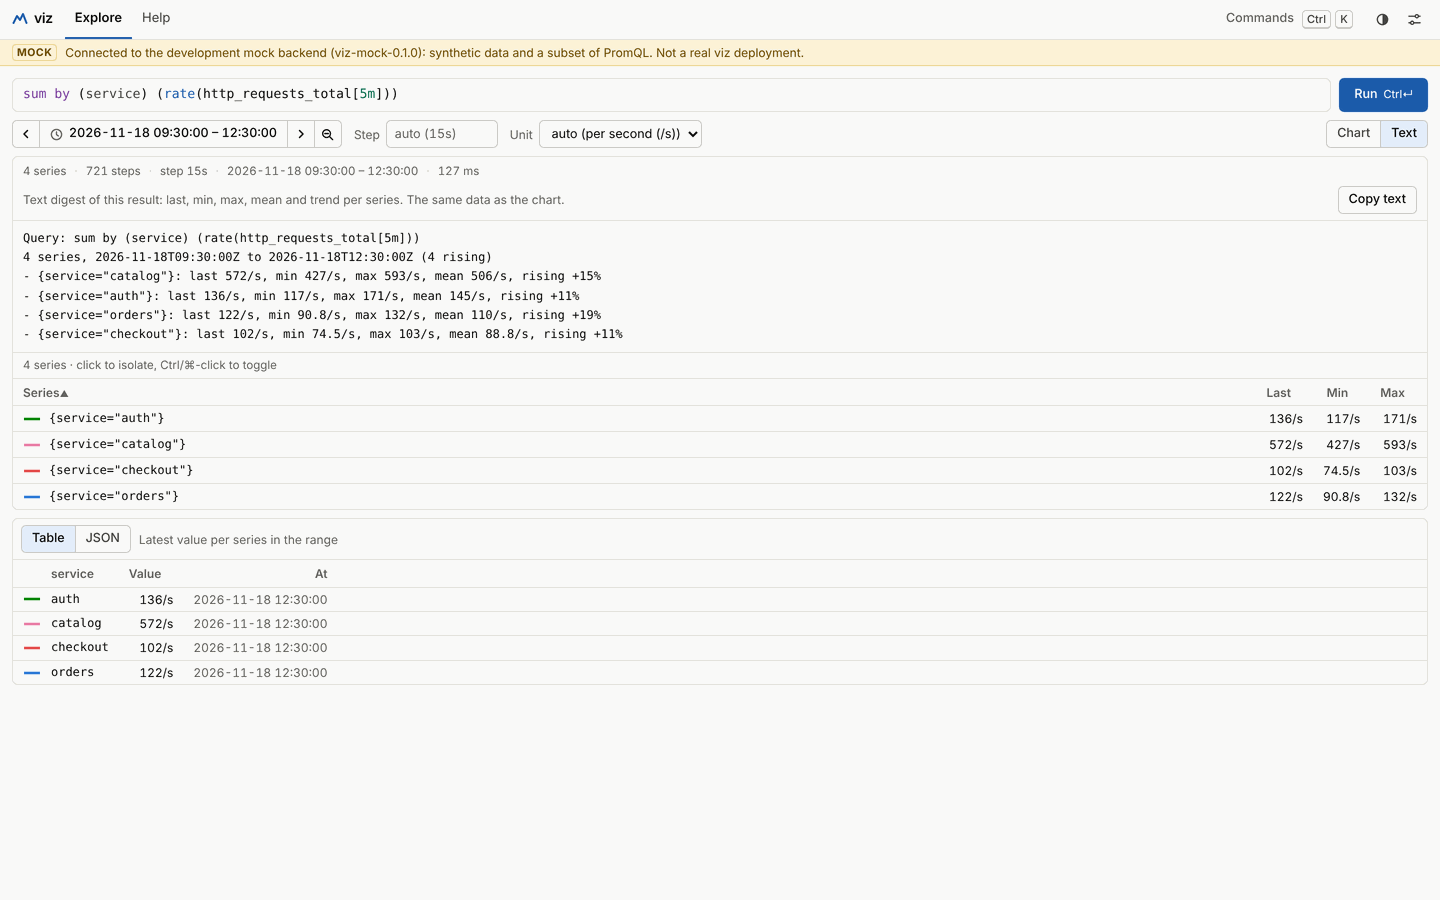 viz Explore Help Commands Ctrl K
MOCK Connected to the development mock backend (viz-mock-0.1.0): synthetic data and a subset of PromQL. Not a real viz deployment.
sum by (service) (rate(http_requests_total[5m])) Run Ctrl↵
2026-11-18 09:30:00 – 12:30:00 Step auto (15s) Unit auto (per second (/s)) Chart Text
4 series · 721 steps · step 15s · 2026-11-18 09:30:00 – 12:30:00 · 127 ms
Text digest of this result: last, min, max, mean and trend per series. The same data as the chart. Copy text
Query: sum by (service) (rate(http_requests_total[5m]))
4 series, 2026-11-18T09:30:00Z to 2026-11-18T12:30:00Z (4 rising)
- {service="catalog"}: last 572/s, min 427/s, max 593/s, mean 506/s, rising +15%
- {service="auth"}: last 136/s, min 117/s, max 171/s, mean 145/s, rising +11%
- {service="orders"}: last 122/s, min 90.8/s, max 132/s, mean 110/s, rising +19%
- {service="checkout"}: last 102/s, min 74.5/s, max 103/s, mean 88.8/s, rising +11%
4 series · click to isolate, Ctrl/⌘-click to toggle
Series▲ Last Min Max
{service="auth"} 136/s 117/s 171/s
{service="catalog"} 572/s 427/s 593/s
{service="checkout"} 102/s 74.5/s 103/s
{service="orders"} 122/s 90.8/s 132/s
Table JSON Latest value per series in the range
service Value At
auth 136/s 2026-11-18 12:30:00
catalog 572/s 2026-11-18 12:30:00
checkout 102/s 2026-11-18 12:30:00
orders 122/s 2026-11-18 12:30:00